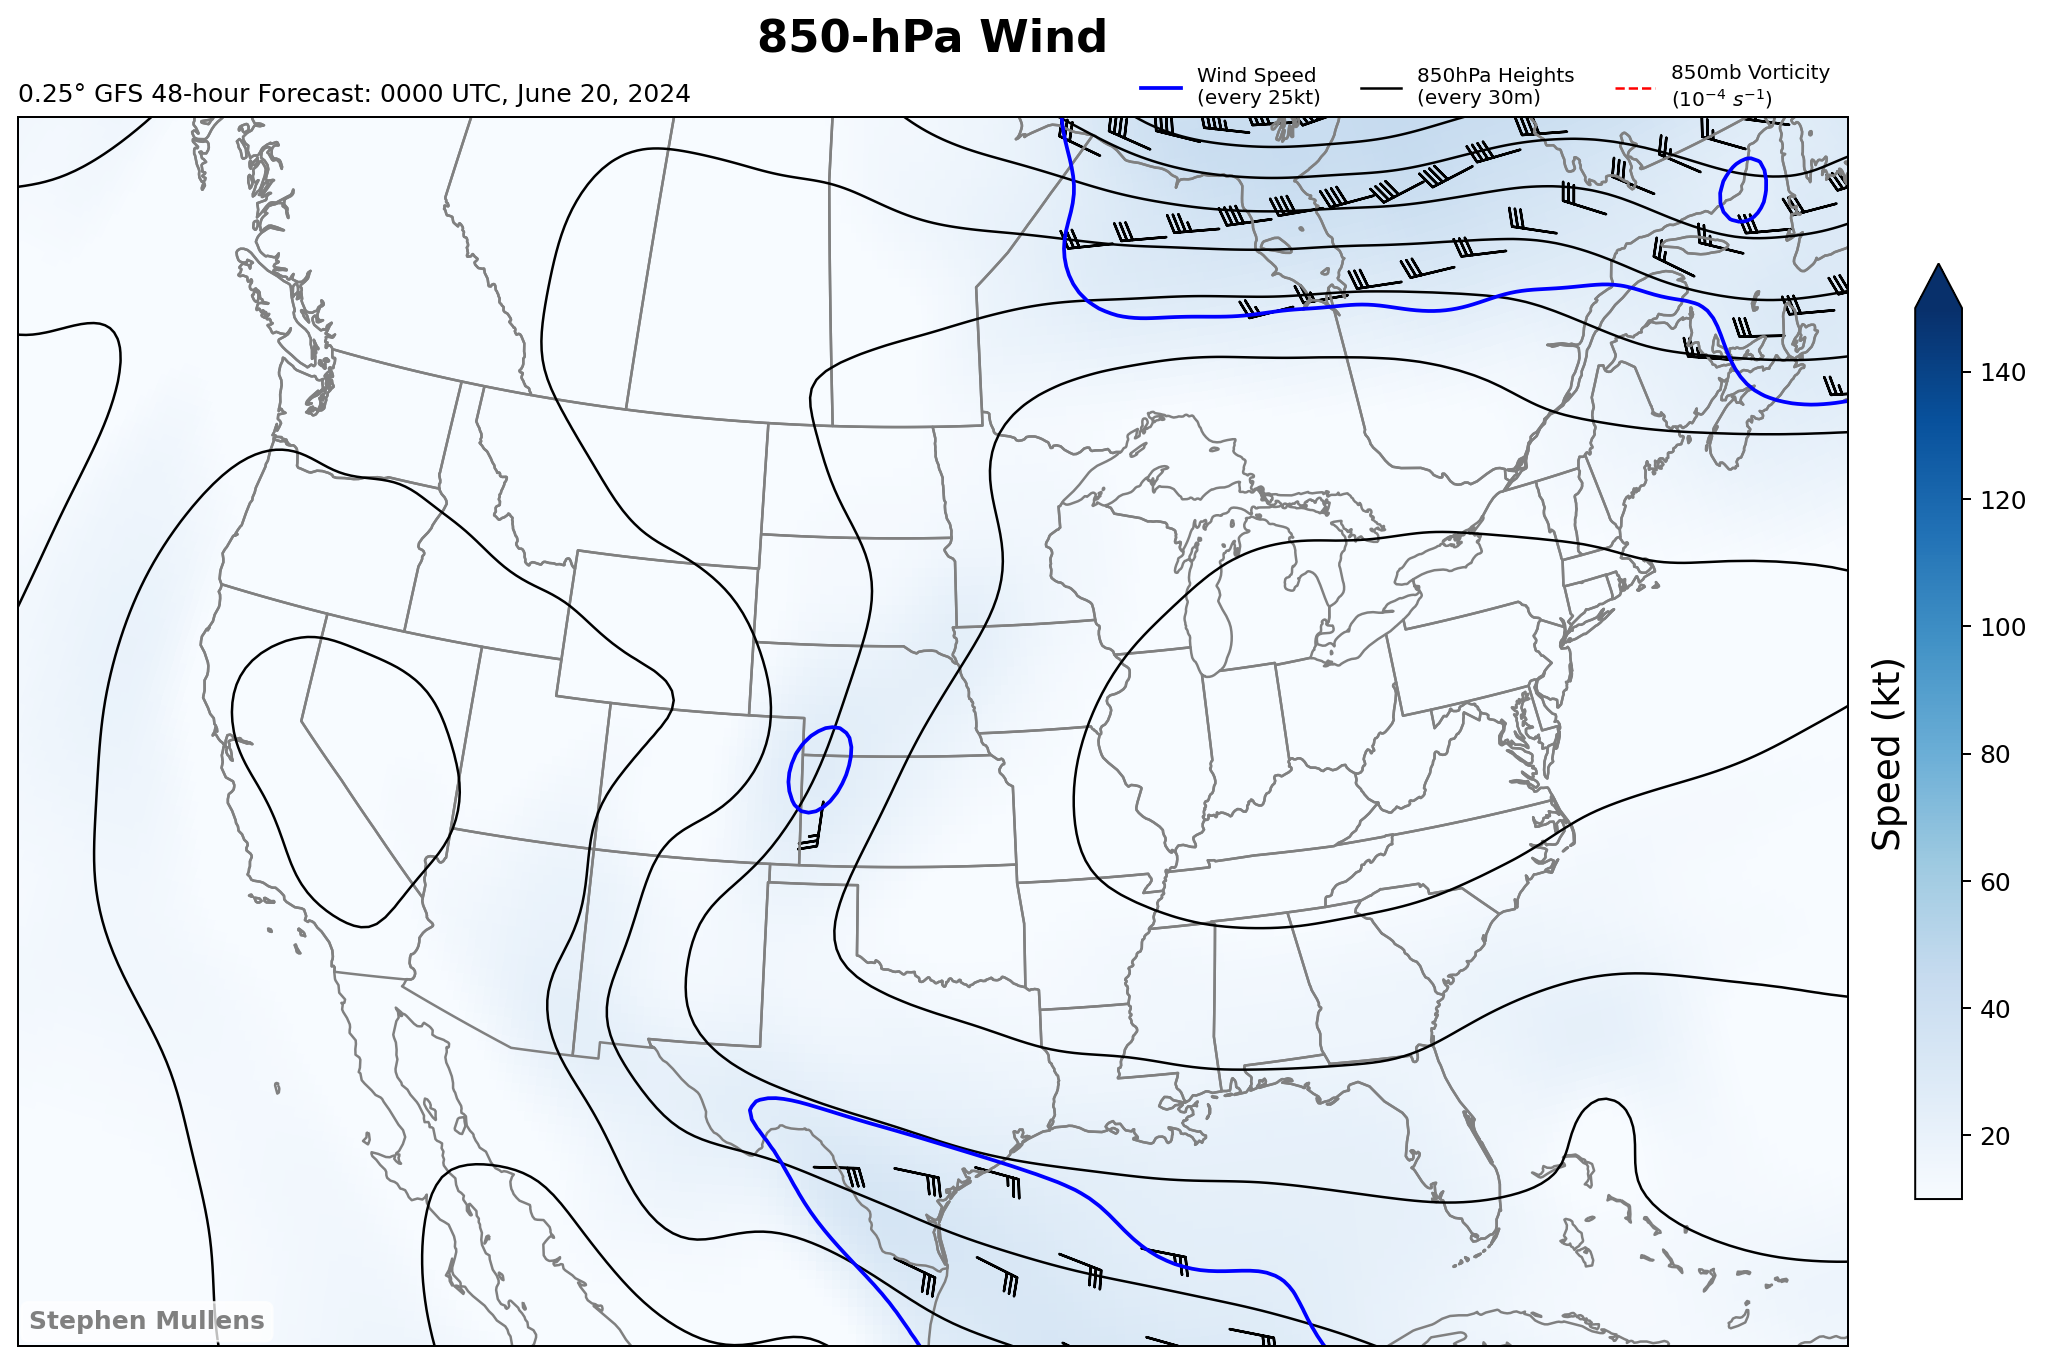 850-hPa Wind
0.25° GFS 48-hour Forecast: 0000 UTC, June 20, 2024
Wind Speed
(every 25kt)
850hPa Heights
(every 30m)
850mb Vorticity
(10⁻⁴ s⁻¹)
140
120
100
80
60
40
20
Speed (kt)
Stephen Mullens